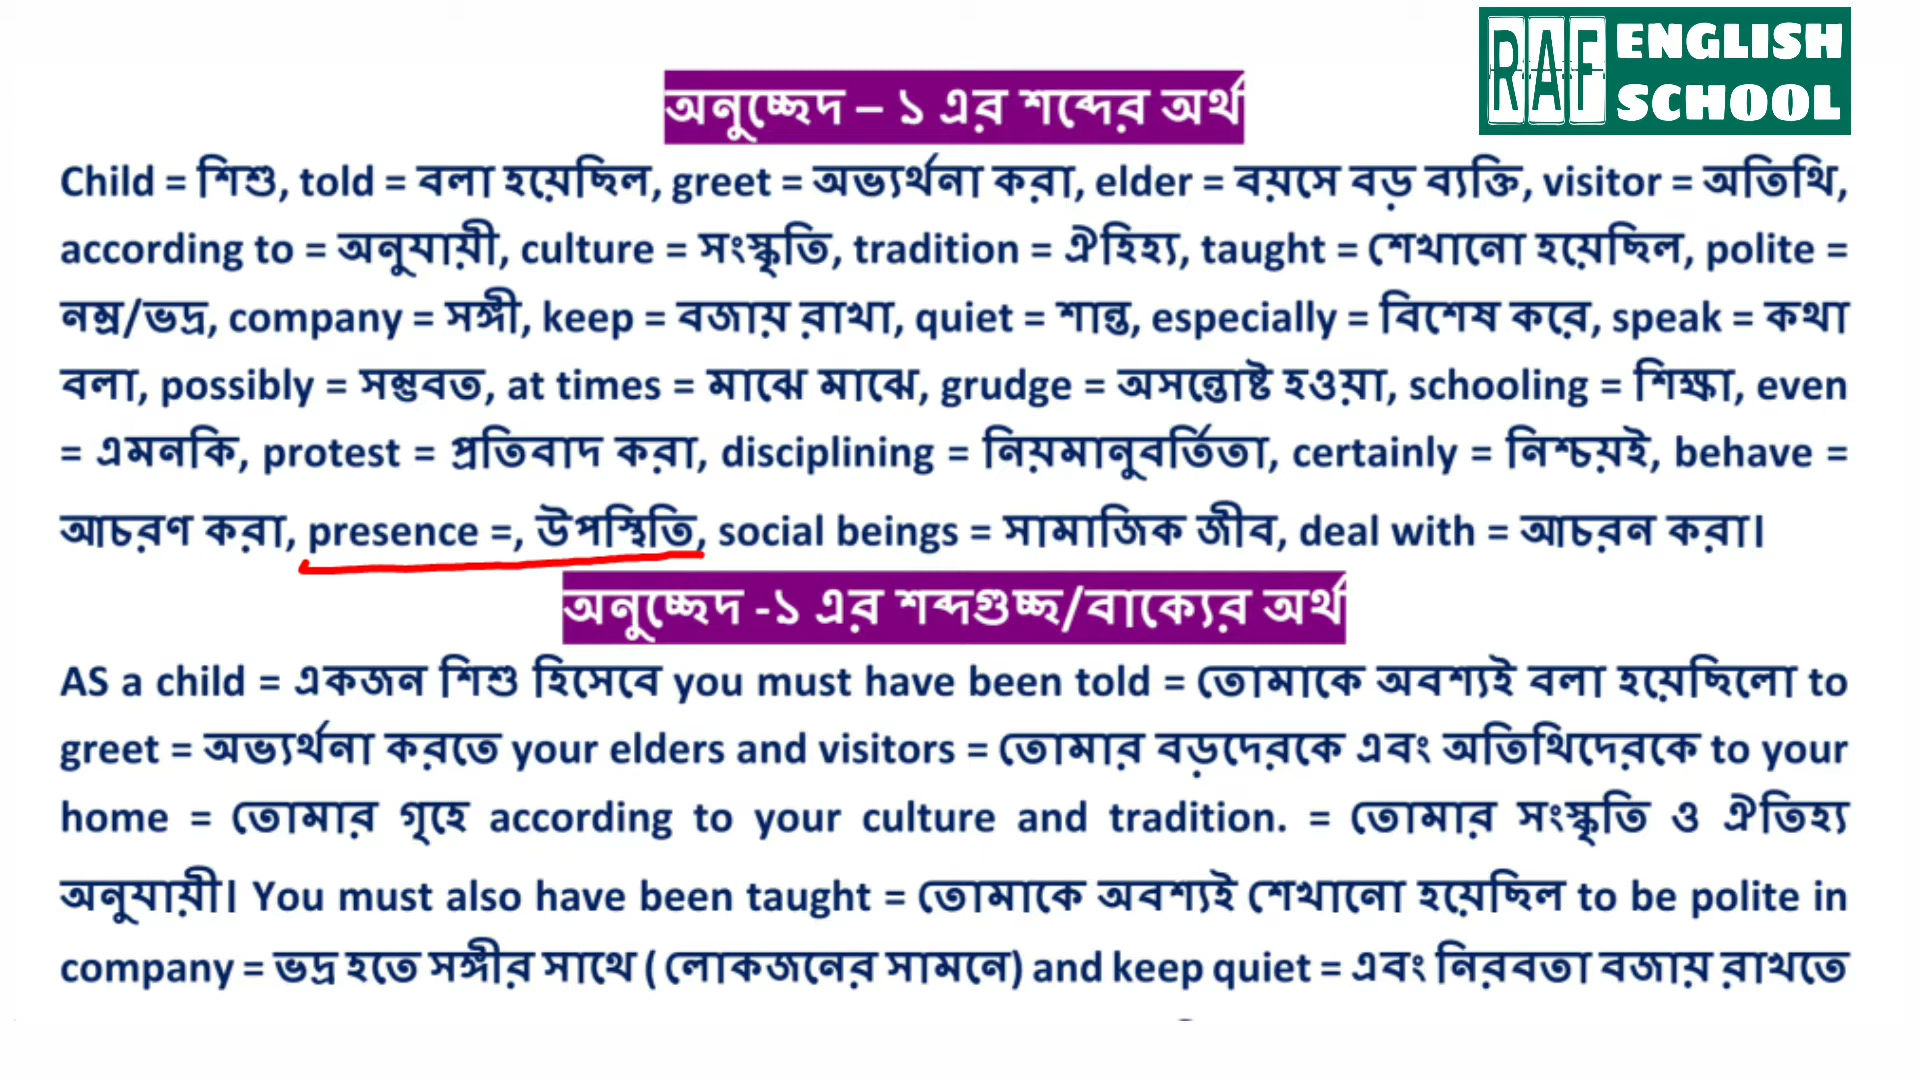 RAF ENGLISH SCHOOL
অনুচ্ছেদ – ১ এর শব্দের অর্থ
Child = শিশু, told = বলা হয়েছিল, greet = অভ্যর্থনা করা, elder = বয়সে বড় ব্যক্তি, visitor = অতিথি,
according to = অনুযায়ী, culture = সংস্কৃতি, tradition = ঐহিহ্য, taught = শেখানো হয়েছিল, polite =
নম্র/ভদ্র, company = সঙ্গী, keep = বজায় রাখা, quiet = শান্ত, especially = বিশেষ করে, speak = কথা
বলা, possibly = সম্ভবত, at times = মাঝে মাঝে, grudge = অসন্তোষ্ট হওয়া, schooling = শিক্ষা, even
= এমনকি, protest = প্রতিবাদ করা, disciplining = নিয়মানুবর্তিতা, certainly = নিশ্চয়ই, behave =
আচরণ করা, presence =, উপস্থিতি, social beings = সামাজিক জীব, deal with = আচরন করা।
অনুচ্ছেদ -১ এর শব্দগুচ্ছ/বাক্যের অর্থ
AS a child = একজন শিশু হিসেবে you must have been told = তোমাকে অবশ্যই বলা হয়েছিলো to
greet = অভ্যর্থনা করতে your elders and visitors = তোমার বড়দেরকে এবং অতিথিদেরকে to your
home = তোমার গৃহে according to your culture and tradition. = তোমার সংস্কৃতি ও ঐতিহ্য
অনুযায়ী। You must also have been taught = তোমাকে অবশ্যই শেখানো হয়েছিল to be polite in
company = ভদ্র হতে সঙ্গীর সাথে ( লোকজনের সামনে) and keep quiet = এবং নিরবতা বজায় রাখতে